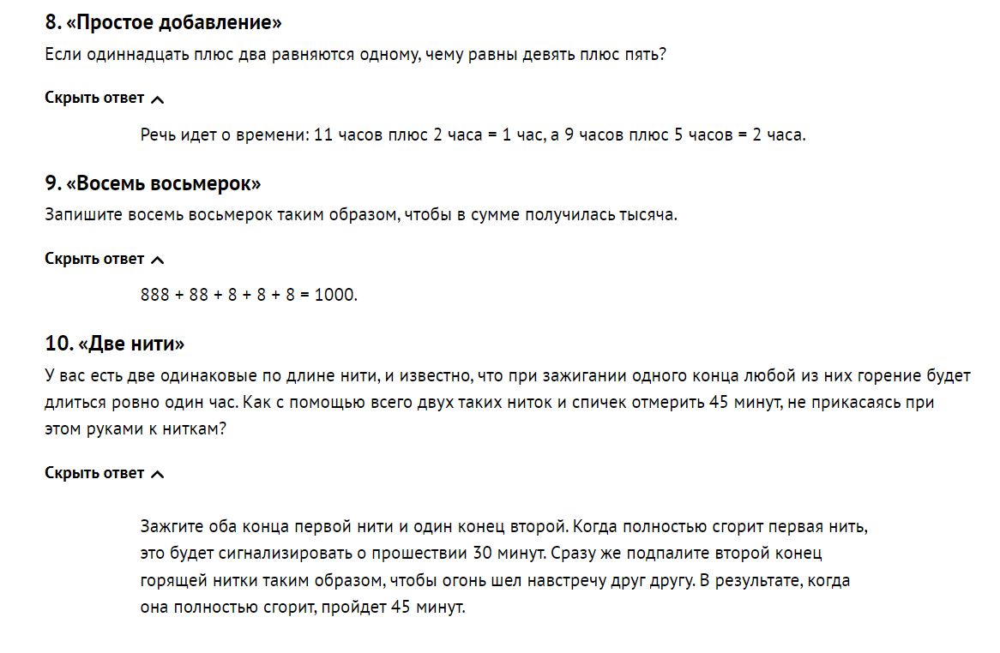 8. «Простое добавление»
Если одиннадцать плюс два равняются одному, чему равны девять плюс пять?
Скрыть ответ
Речь идет о времени: 11 часов плюс 2 часа = 1 час, а 9 часов плюс 5 часов = 2 часа.
9. «Восемь восьмерок»
Запишите восемь восьмерок таким образом, чтобы в сумме получилась тысяча.
Скрыть ответ
888 + 88 + 8 + 8 + 8 = 1000.
10. «Две нити»
У вас есть две одинаковые по длине нити, и известно, что при зажигании одного конца любой из них горение будет
длиться ровно один час. Как с помощью всего двух таких ниток и спичек отмерить 45 минут, не прикасаясь при
этом руками к ниткам?
Скрыть ответ
Зажгите оба конца первой нити и один конец второй. Когда полностью сгорит первая нить,
это будет сигнализировать о прошествии 30 минут. Сразу же подпалите второй конец
горящей нитки таким образом, чтобы огонь шел навстречу друг другу. В результате, когда
она полностью сгорит, пройдет 45 минут.